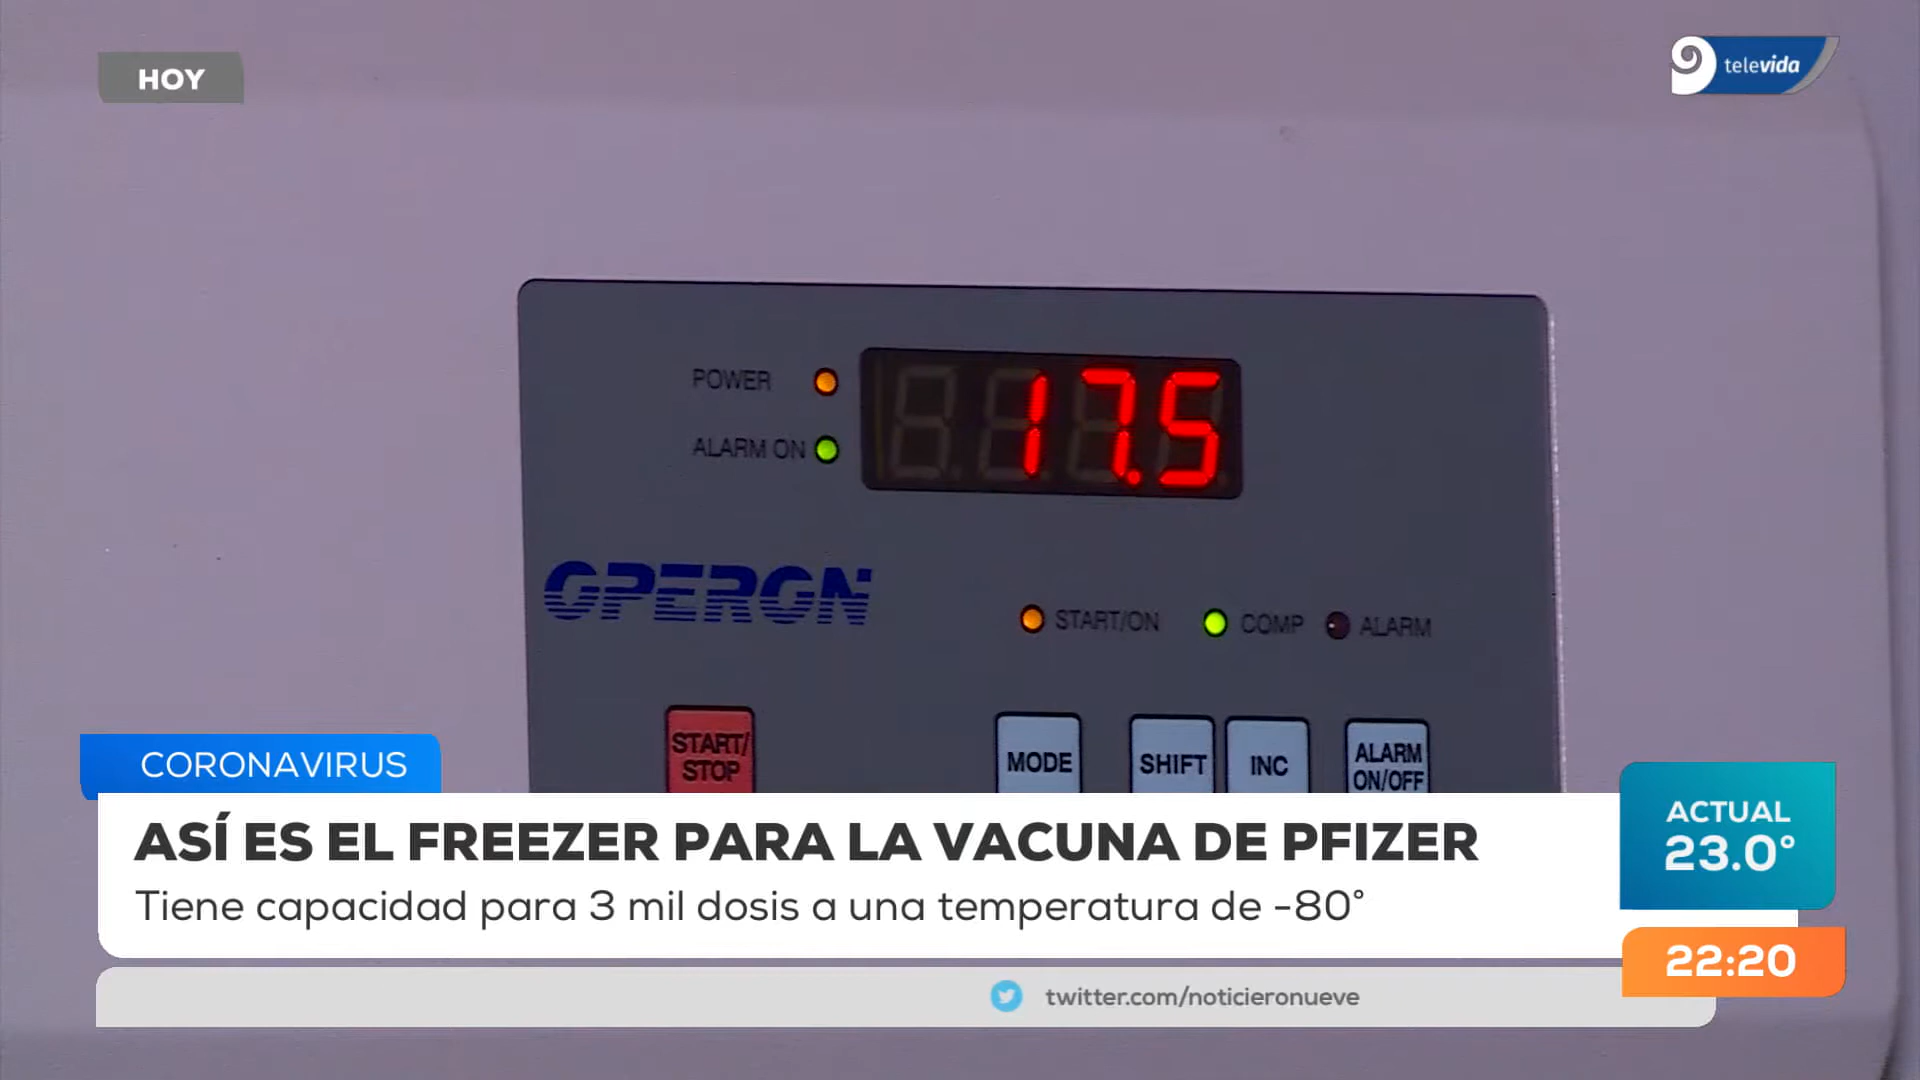 HOY
9 televida
POWER
17.5
ALARM ON
OPERON
START/ON COMP ALARM
START/
STOP
MODE
SHIFT
INC
ALARM
ON/OFF
CORONAVIRUS
ASÍ ES EL FREEZER PARA LA VACUNA DE PFIZER
Tiene capacidad para 3 mil dosis a una temperatura de -80°
ACTUAL
23.0°
22:20
twitter.com/noticieronueve